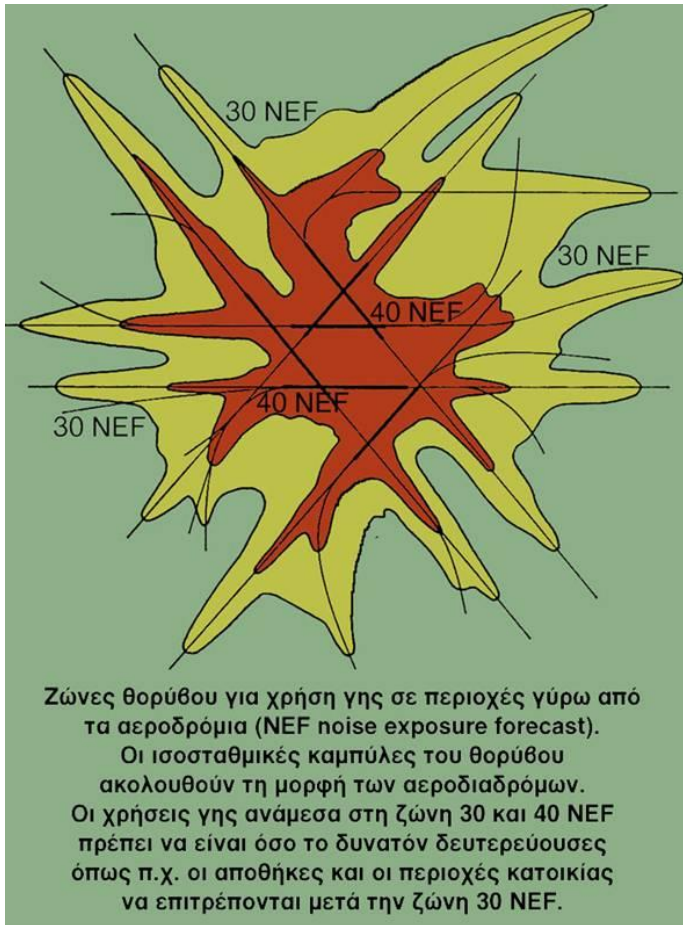 30 NEF
30 NEF
40 NEF
40 NEF
30 NEF
Ζώνες θορύβου για χρήση γης σε περιοχές γύρω από
τα αεροδρόμια (NEF noise exposure forecast).
Οι ισοσταθμικές καμπύλες του θορύβου
ακολουθούν τη μορφή των αεροδιαδρόμων.
Οι χρήσεις γης ανάμεσα στη ζώνη 30 και 40 NEF
πρέπει να είναι όσο το δυνατόν δευτερεύουσες
όπως π.χ. οι αποθήκες και οι περιοχές κατοικίας
να επιτρέπονται μετά την ζώνη 30 NEF.